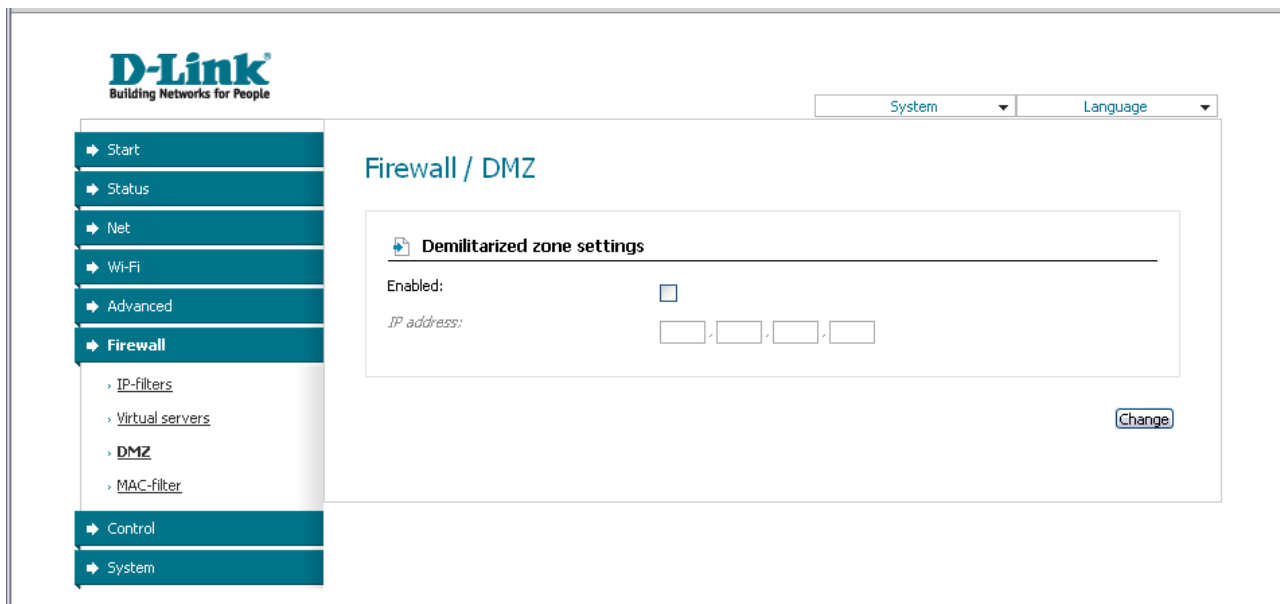 D-Link
Building Networks for People
System
Language
Start
Status
Net
Wi-Fi
Advanced
Firewall
IP-filters
Virtual servers
DMZ
MAC-filter
Control
System
Firewall / DMZ
Demilitarized zone settings
Enabled:
IP address:
. . .
Change